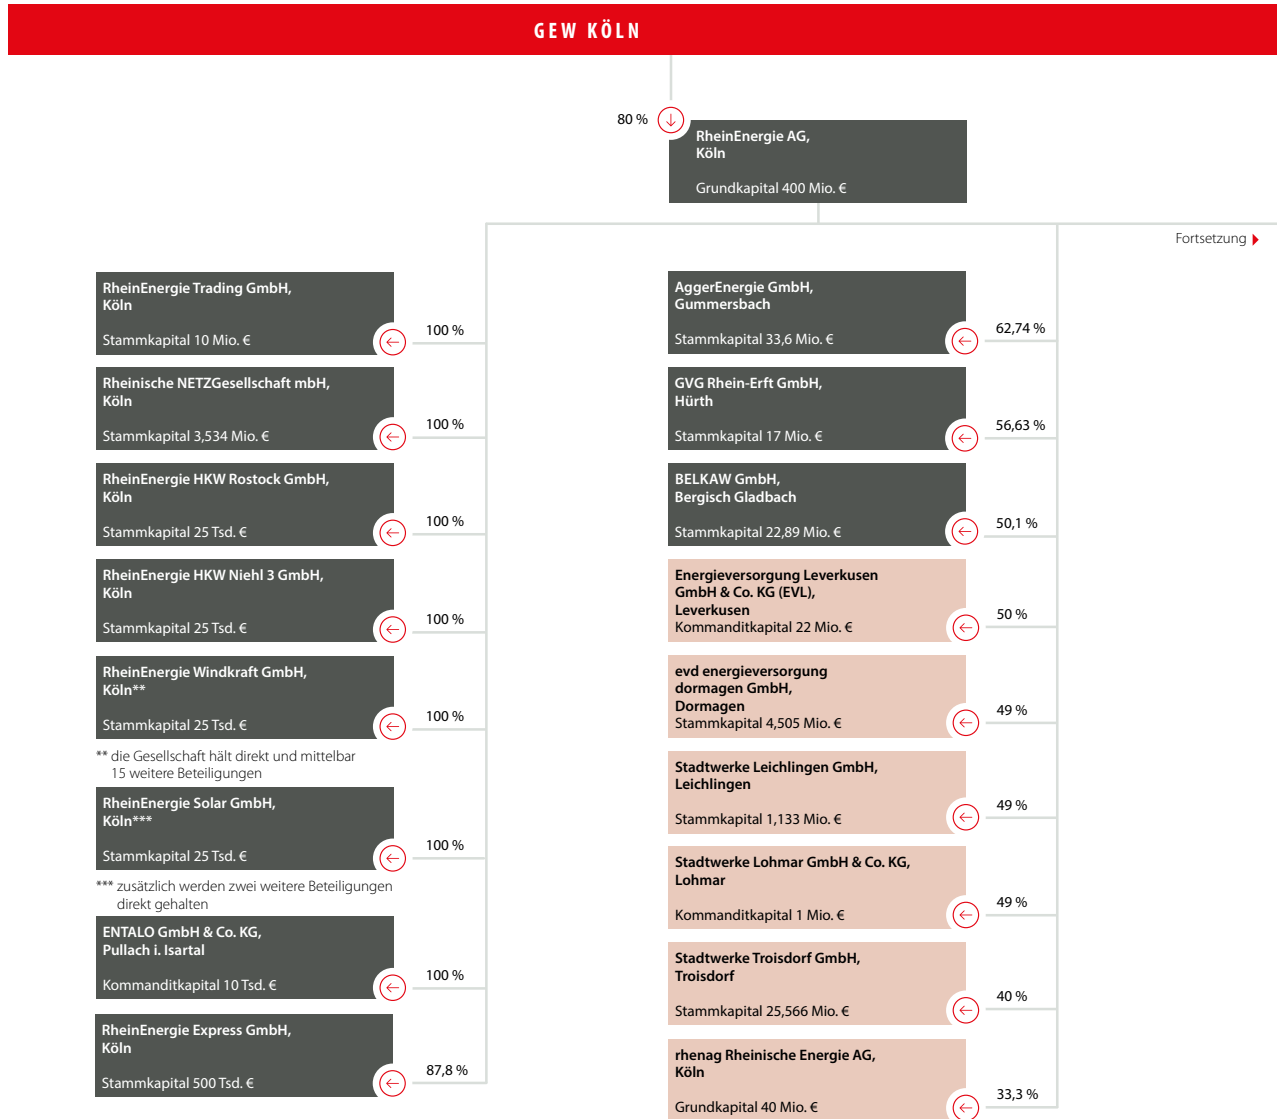 GEW KÖLN
80 %
RheinEnergie AG,
Köln
Grundkapital 400 Mio. €
Fortsetzung
RheinEnergie Trading GmbH,
Köln
Stammkapital 10 Mio. €
100 %
Rheinische NETZGesellschaft mbH,
Köln
Stammkapital 3,534 Mio. €
100 %
RheinEnergie HKW Rostock GmbH,
Köln
Stammkapital 25 Tsd. €
100 %
RheinEnergie HKW Niehl 3 GmbH,
Köln
Stammkapital 25 Tsd. €
100 %
RheinEnergie Windkraft GmbH,
Köln**
Stammkapital 25 Tsd. €
100 %
** die Gesellschaft hält direkt und mittelbar
15 weitere Beteiligungen
RheinEnergie Solar GmbH,
Köln***
Stammkapital 25 Tsd. €
100 %
*** zusätzlich werden zwei weitere Beteiligungen
direkt gehalten
ENTALO GmbH & Co. KG,
Pullach i. Isartal
Kommanditkapital 10 Tsd. €
100 %
RheinEnergie Express GmbH,
Köln
Stammkapital 500 Tsd. €
87,8 %
AggerEnergie GmbH,
Gummersbach
Stammkapital 33,6 Mio. €
62,74 %
GVG Rhein-Erft GmbH,
Hürth
Stammkapital 17 Mio. €
56,63 %
BELKAW GmbH,
Bergisch Gladbach
Stammkapital 22,89 Mio. €
50,1 %
Energieversorgung Leverkusen
GmbH & Co. KG (EVL),
Leverkusen
Kommanditkapital 22 Mio. €
50 %
evd energieversorgung
dormagen GmbH,
Dormagen
Stammkapital 4,505 Mio. €
49 %
Stadtwerke Leichlingen GmbH,
Leichlingen
Stammkapital 1,133 Mio. €
49 %
Stadtwerke Lohmar GmbH & Co. KG,
Lohmar
Kommanditkapital 1 Mio. €
49 %
Stadtwerke Troisdorf GmbH,
Troisdorf
Stammkapital 25,566 Mio. €
40 %
rhenag Rheinische Energie AG,
Köln
Grundkapital 40 Mio. €
33,3 %